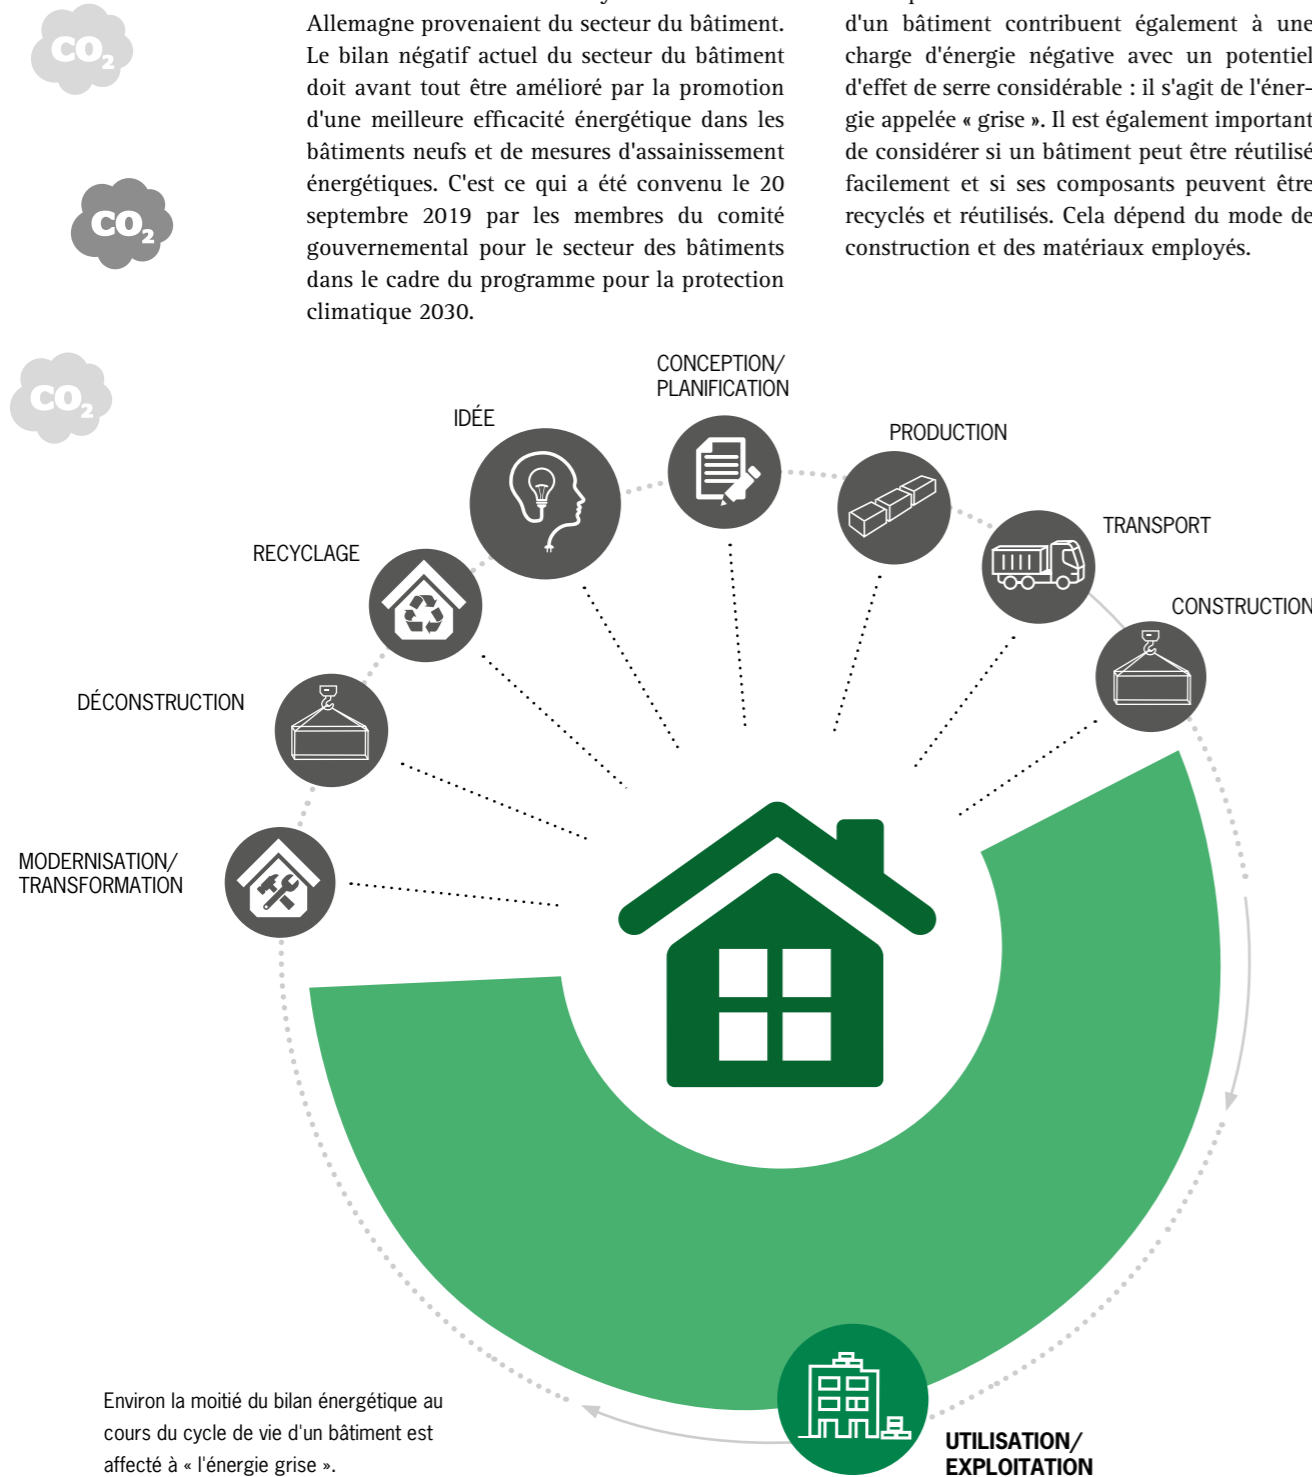 Allemagne provenaient du secteur du bâtiment.
Le bilan négatif actuel du secteur du bâtiment
doit avant tout être amélioré par la promotion
d'une meilleure efficacité énergétique dans les
bâtiments neufs et de mesures d'assainissement
énergétiques. C'est ce qui a été convenu le 20
septembre 2019 par les membres du comité
gouvernemental pour le secteur des bâtiments
dans le cadre du programme pour la protection
climatique 2030.
d'un bâtiment contribuent également à une
charge d'énergie négative avec un potentiel
d'effet de serre considérable : il s'agit de l'éner-
gie appelée « grise ». Il est également important
de considérer si un bâtiment peut être réutilisé
facilement et si ses composants peuvent être
recyclés et réutilisés. Cela dépend du mode de
construction et des matériaux employés.
CO₂
CO₂
CO₂
CONCEPTION/
PLANIFICATION
IDÉE
PRODUCTION
RECYCLAGE
TRANSPORT
CONSTRUCTION
DÉCONSTRUCTION
MODERNISATION/
TRANSFORMATION
Environ la moitié du bilan énergétique au
cours du cycle de vie d'un bâtiment est
affecté à « l'énergie grise ».
UTILISATION/
EXPLOITATION